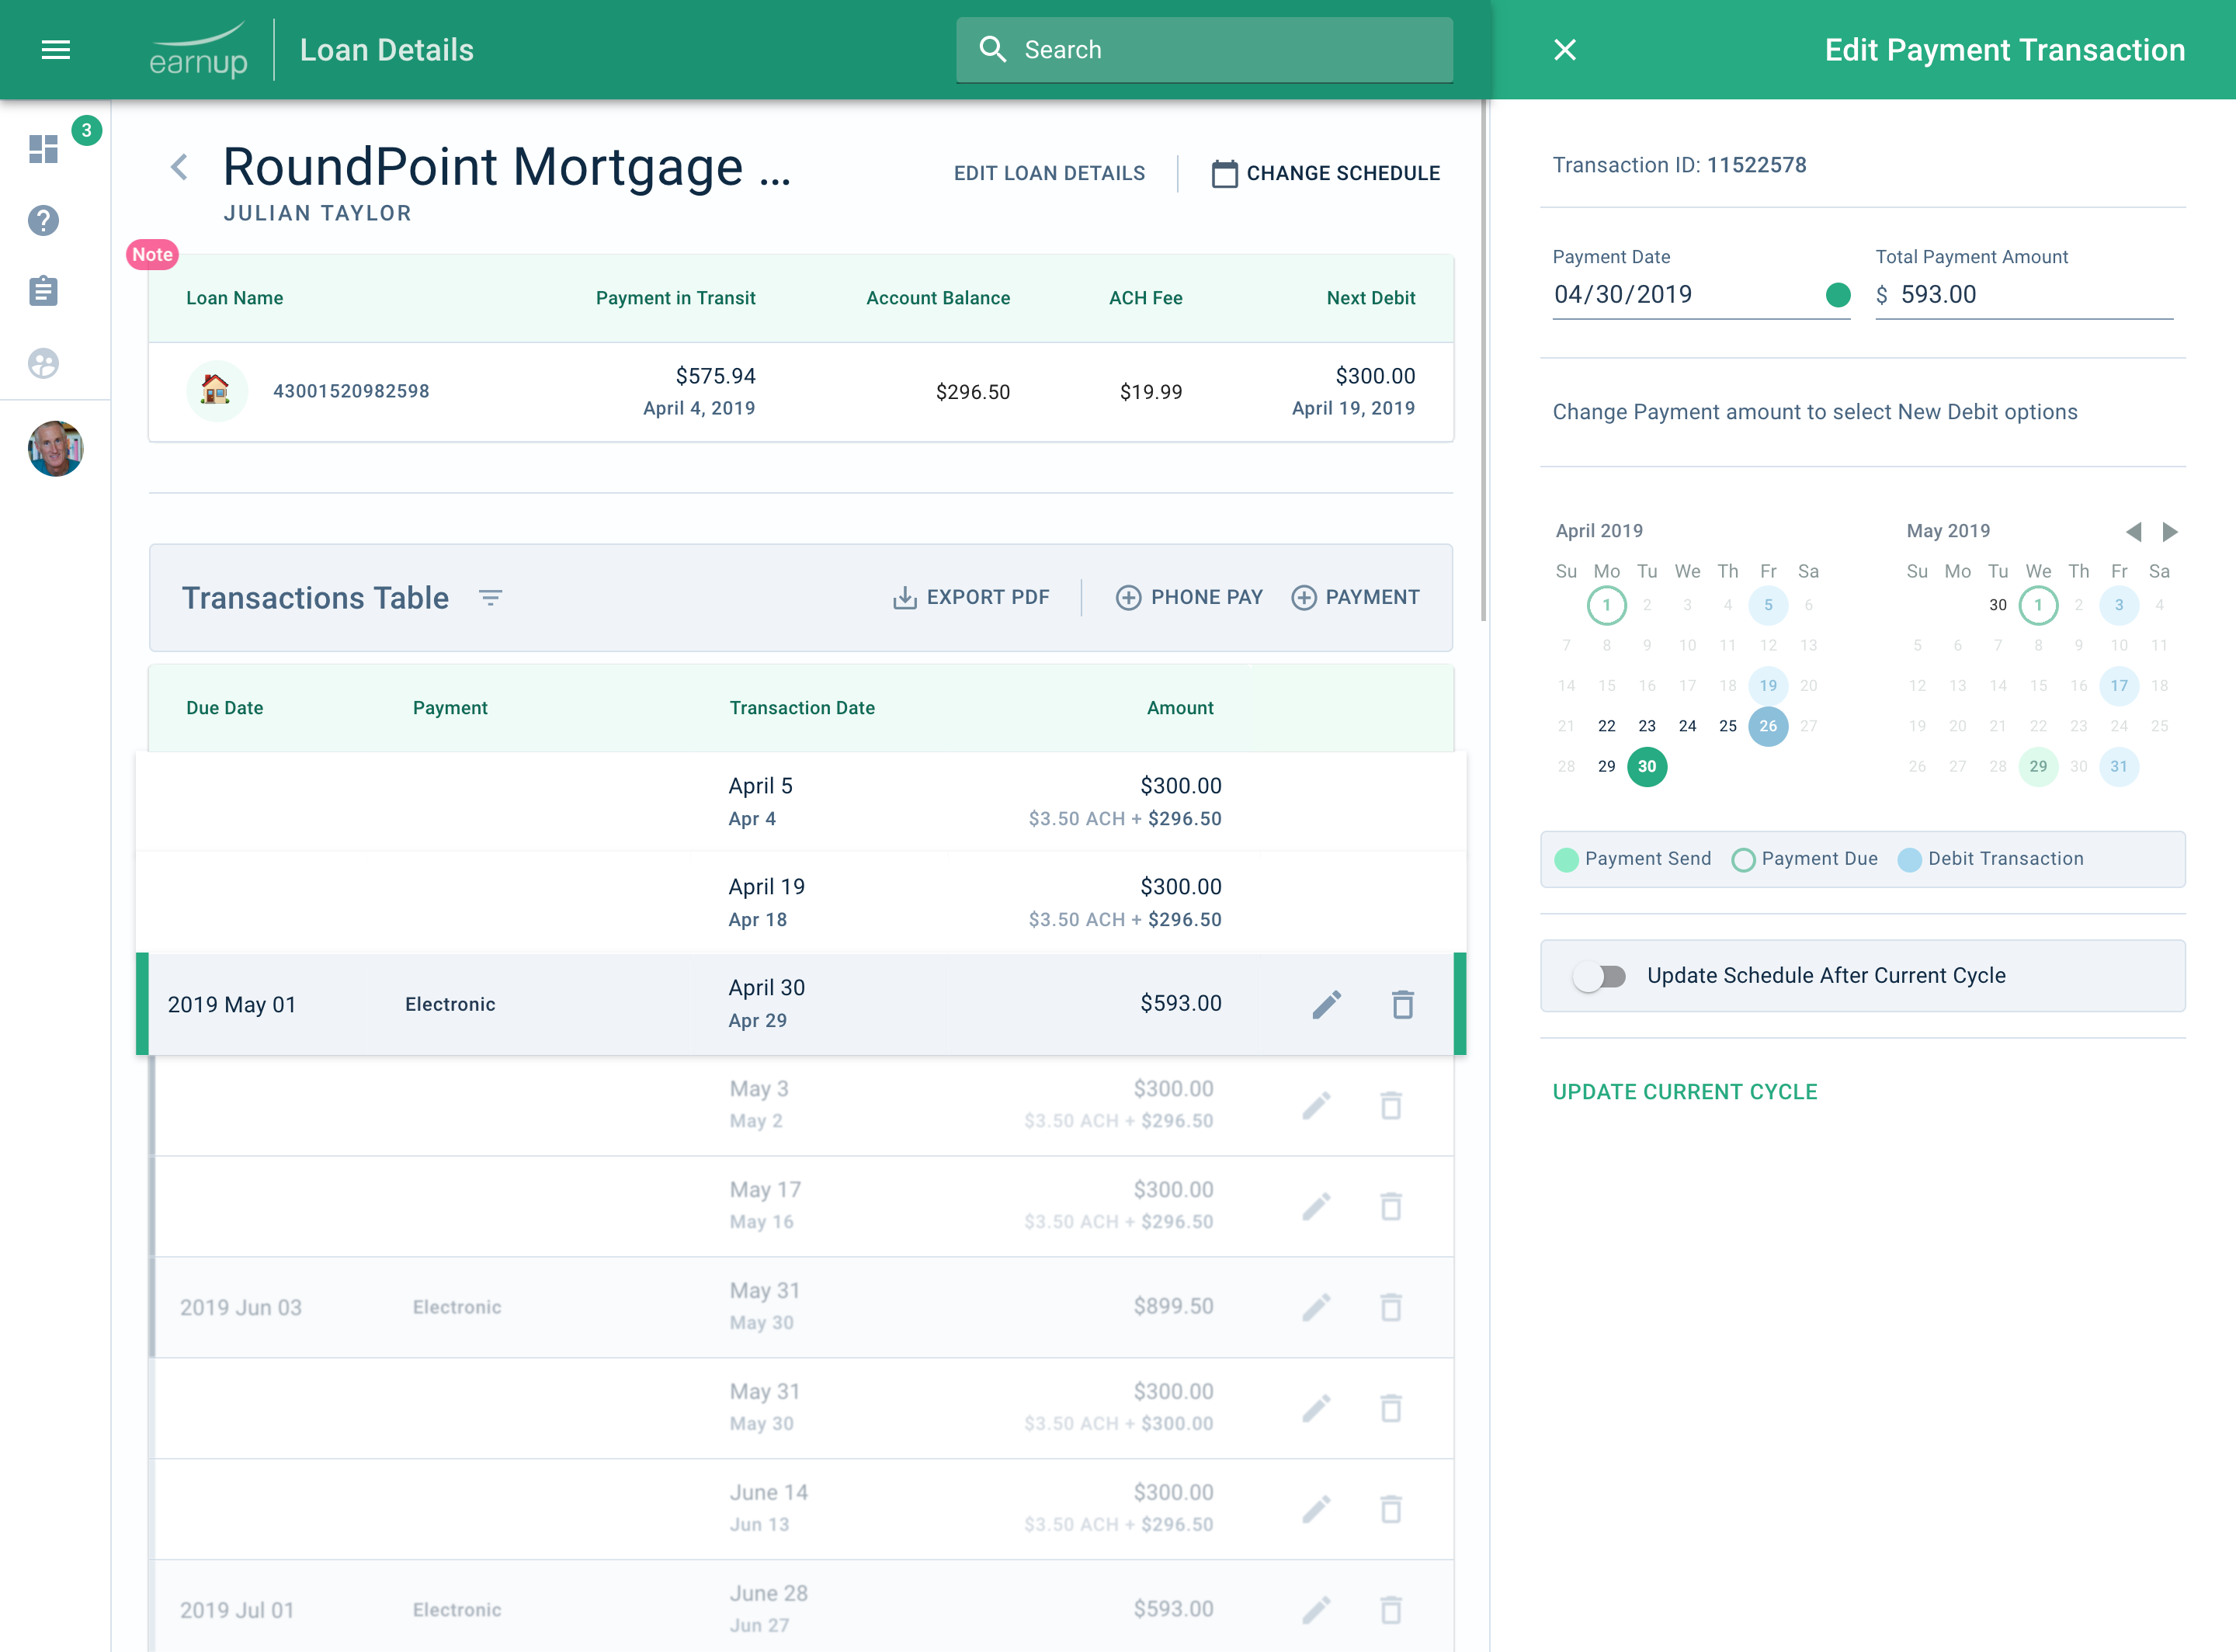 earnup
Loan Details
Search
Edit Payment Transaction
3
RoundPoint Mortgage ...
JULIAN TAYLOR
EDIT LOAN DETAILS
CHANGE SCHEDULE
Note
Loan Name Payment in Transit Account Balance ACH Fee Next Debit
43001520982598 $575.94 $296.50 $19.99 $300.00
April 4, 2019 April 19, 2019
Transactions Table
EXPORT PDF
PHONE PAY
PAYMENT
Due Date Payment Transaction Date Amount
April 5 $300.00
Apr 4 $3.50 ACH + $296.50
April 19 $300.00
Apr 18 $3.50 ACH + $296.50
2019 May 01 Electronic April 30 $593.00
Apr 29
May 3 $300.00
May 2 $3.50 ACH + $296.50
May 17 $300.00
May 16 $3.50 ACH + $296.50
2019 Jun 03 Electronic May 31 $899.50
May 30
May 31 $300.00
May 30 $3.50 ACH + $300.00
June 14 $300.00
Jun 13 $3.50 ACH + $296.50
2019 Jul 01 Electronic June 28 $593.00
Jun 27
Transaction ID: 11522578
Payment Date Total Payment Amount
04/30/2019 $ 593.00
Change Payment amount to select New Debit options
April 2019
Su Mo Tu We Th Fr Sa
1 2 3 4 5 6
7 8 9 10 11 12 13
14 15 16 17 18 19 20
21 22 23 24 25 26 27
28 29 30
May 2019
Su Mo Tu We Th Fr Sa
30 1 2 3 4
5 6 7 8 9 10 11
12 13 14 15 16 17 18
19 20 21 22 23 24 25
26 27 28 29 30 31
Payment Send Payment Due Debit Transaction
Update Schedule After Current Cycle
UPDATE CURRENT CYCLE